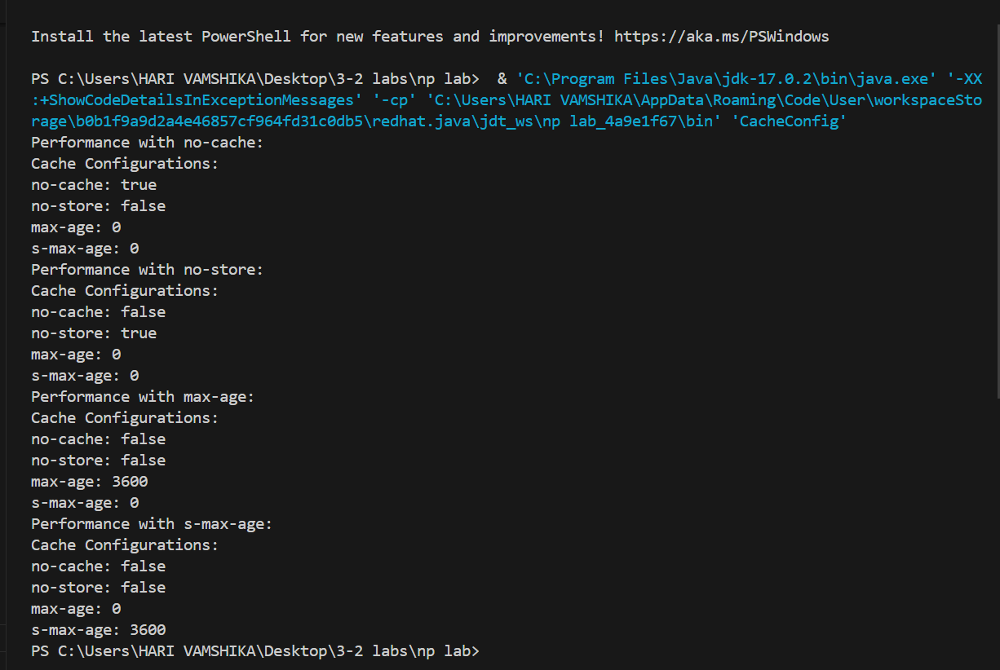 Install the latest PowerShell for new features and improvements! https://aka.ms/PSWindows
PS C:\Users\HARI VAMSHIKA\Desktop\3-2 labs\np lab>  & 'C:\Program Files\Java\jdk-17.0.2\bin\java.exe' '-XX
:+ShowCodeDetailsInExceptionMessages' '-cp' 'C:\Users\HARI VAMSHIKA\AppData\Roaming\Code\User\workspaceSto
rage\b0b1f9a9d2a4e46857cf964fd31c0db5\redhat.java\jdt_ws\np lab_4a9e1f67\bin' 'CacheConfig'
Performance with no-cache:
Cache Configurations:
no-cache: true
no-store: false
max-age: 0
s-max-age: 0
Performance with no-store:
Cache Configurations:
no-cache: false
no-store: true
max-age: 0
s-max-age: 0
Performance with max-age:
Cache Configurations:
no-cache: false
no-store: false
max-age: 3600
s-max-age: 0
Performance with s-max-age:
Cache Configurations:
no-cache: false
no-store: false
max-age: 0
s-max-age: 3600
PS C:\Users\HARI VAMSHIKA\Desktop\3-2 labs\np lab>